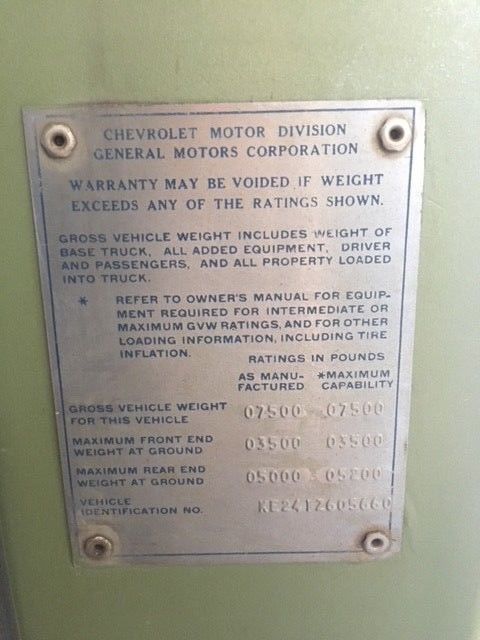 CHEVROLET MOTOR DIVISION
GENERAL MOTORS CORPORATION
WARRANTY MAY BE VOIDED IF WEIGHT
EXCEEDS ANY OF THE RATINGS SHOWN.
GROSS VEHICLE WEIGHT INCLUDES WEIGHT OF
BASE TRUCK, ALL ADDED EQUIPMENT, DRIVER
AND PASSENGERS, AND ALL PROPERTY LOADED
INTO TRUCK.
* REFER TO OWNER'S MANUAL FOR EQUIP-
MENT REQUIRED FOR INTERMEDIATE OR
MAXIMUM GVW RATINGS, AND FOR OTHER
LOADING INFORMATION, INCLUDING TIRE
INFLATION.
RATINGS IN POUNDS
AS MANU- *MAXIMUM
FACTURED CAPABILITY
GROSS VEHICLE WEIGHT
FOR THIS VEHICLE 07500 07500
MAXIMUM FRONT END
WEIGHT AT GROUND 03500 03500
MAXIMUM REAR END
WEIGHT AT GROUND 05000 05200
VEHICLE
IDENTIFICATION NO.